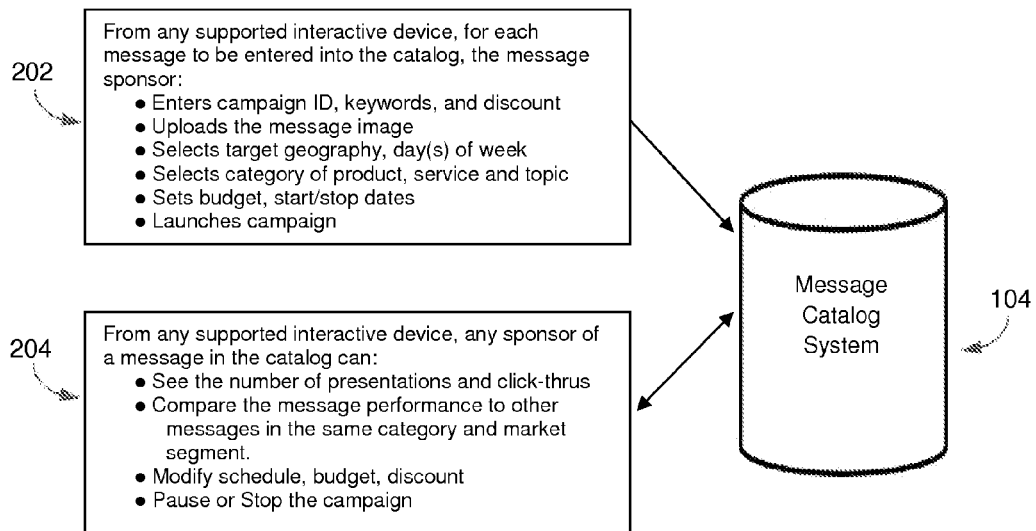 202
From any supported interactive device, for each
message to be entered into the catalog, the message
sponsor:
● Enters campaign ID, keywords, and discount
● Uploads the message image
● Selects target geography, day(s) of week
● Selects category of product, service and topic
● Sets budget, start/stop dates
● Launches campaign
204
From any supported interactive device, any sponsor of
a message in the catalog can:
● See the number of presentations and click-thrus
● Compare the message performance to other
messages in the same category and market
segment.
● Modify schedule, budget, discount
● Pause or Stop the campaign
Message
Catalog
System
104